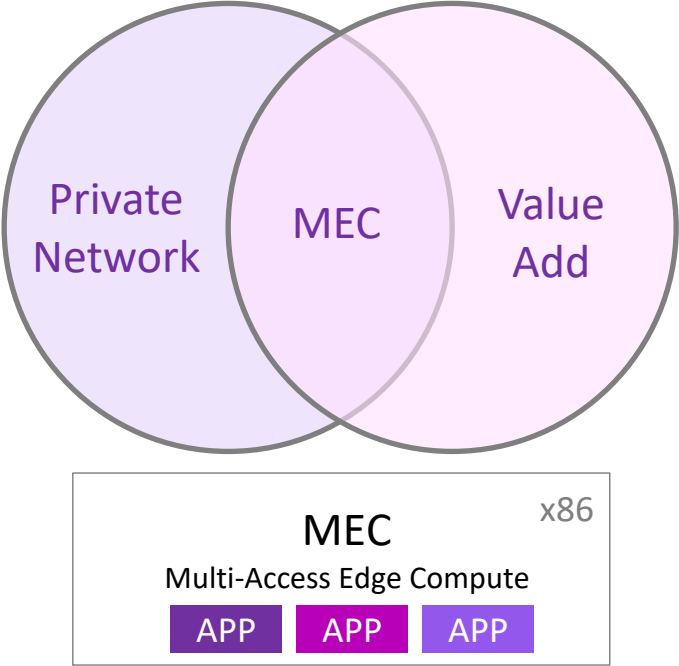 Private
Network
MEC
Value
Add
x86
MEC
Multi-Access Edge Compute
APP
APP
APP